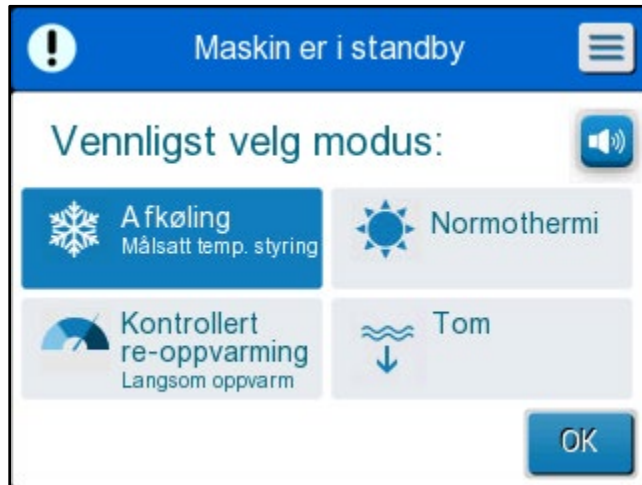 Maskin er i standby
Vennligst velg modus:
Afkøling
Målsatt temp. styring
Normothermi
Kontrollert
re-oppvarming
Langsom oppvarm
Tom
OK